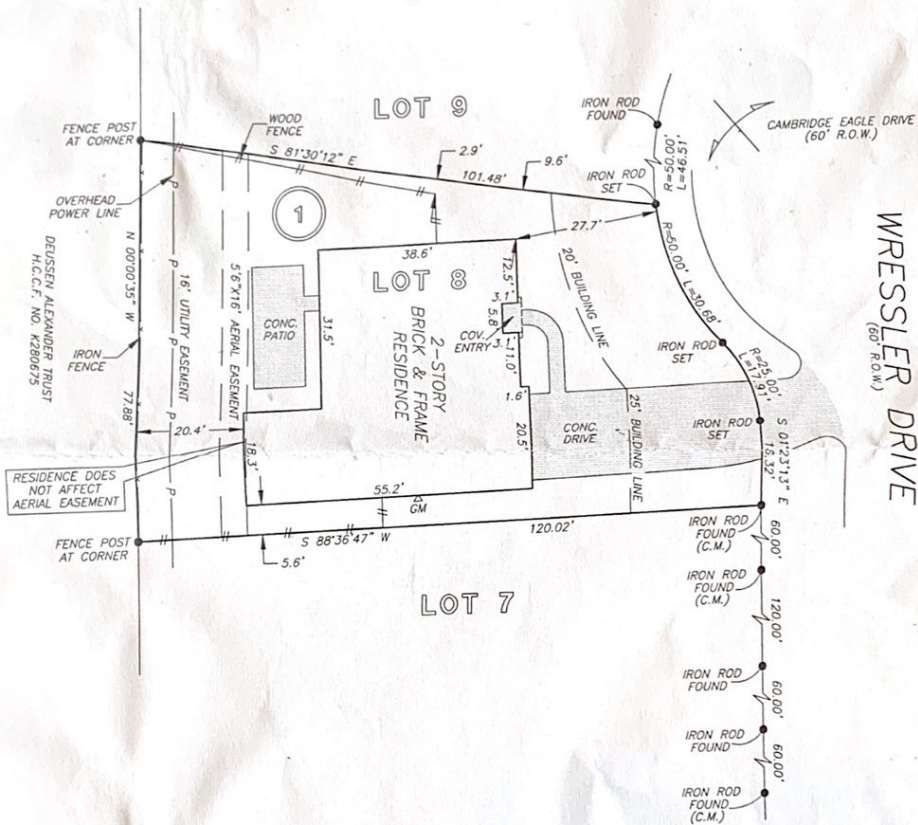 LOT 9
IRON ROD
FOUND
CAMBRIDGE EAGLE DRIVE
(60' R.O.W.)
WRESSLER DRIVE
(60' R.O.W.)
FENCE POST
AT CORNER
WOOD
FENCE
S 81°30'12" E
101.48'
2.9'
9.6'
IRON ROD
SET
R=50.00'
L=46.51'
OVERHEAD
POWER LINE
1
27.7'
R=50.00' L=30.68'
38.6'
LOT 8
12.5'
20' BUILDING LINE
DEUSSEN ALEXANDER TRUST
H.C.C.F. NO. K280675
N 00°00'35" W
77.88'
16' UTILITY EASEMENT
P P P P P P P
5'5"X16' AERIAL EASEMENT
CONC.
PATIO
31.5'
2-STORY
BRICK & FRAME
RESIDENCE
3.1'
5.8'
3.1'
COV.
ENTRY
11.0'
IRON ROD
SET
R=25.00'
L=17.91'
IRON
FENCE
1.6'
20.4'
20.5'
CONC.
DRIVE
25' BUILDING LINE
IRON ROD
SET
S 01°23'13" E
16.32'
RESIDENCE DOES
NOT AFFECT
AERIAL EASEMENT
18.3'
55.2'
GM
FENCE POST
AT CORNER
S 88°36'47" W
120.02'
5.6'
IRON ROD
FOUND
(C.M.)
60.00'
LOT 7
IRON ROD
FOUND
(C.M.)
120.00'
IRON ROD
FOUND
60.00'
IRON ROD
FOUND
60.00'
IRON ROD
FOUND
(C.M.)